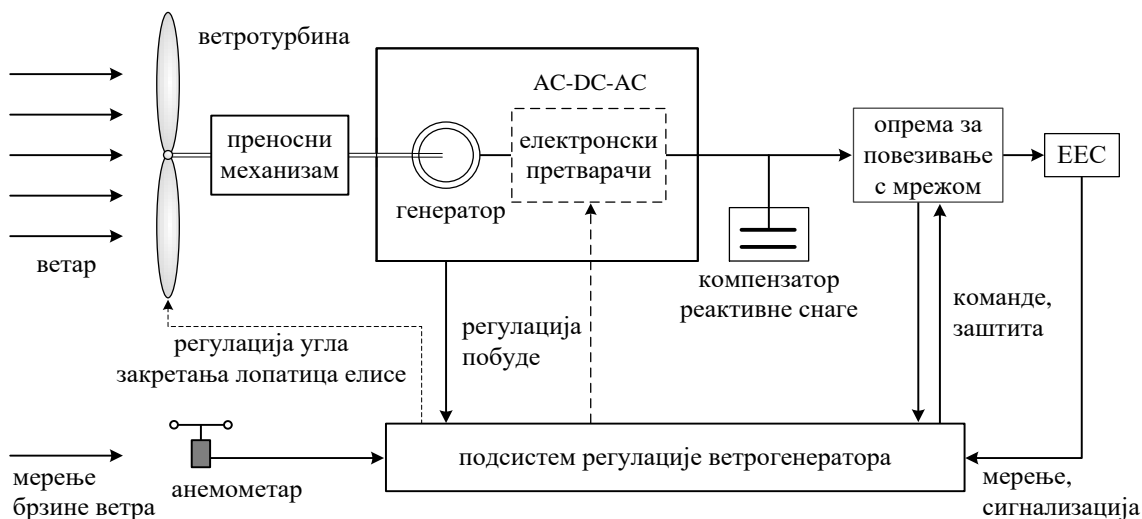 ветротурбина
AC-DC-AC
преносни
механизам
електронски
претварачи
опрема за
повезивање
с мрежом
ЕЕС
генератор
ветар
компензатор
реактивне снаге
регулација
побуде
команде,
заштита
регулација угла
закретања лопатица елисе
подсистем регулације ветрогенератора
мерење
брзине ветра
анемометар
мерење,
сигнализација